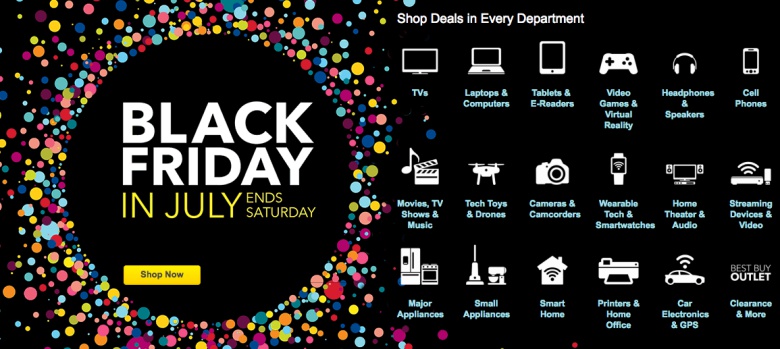 BLACK
FRIDAY
IN JULY ENDS
SATURDAY
Shop Now
Shop Deals in Every Department
TVs
Laptops &
Computers
Tablets &
E-Readers
Video
Games &
Virtual
Reality
Headphones
&
Speakers
Cell
Phones
Movies, TV
Shows &
Music
Tech Toys
& Drones
Cameras &
Camcorders
Wearable
Tech &
Smartwatches
Home
Theater &
Audio
Streaming
Devices &
Video
Major
Appliances
Small
Appliances
Smart
Home
Printers &
Home
Office
Car
Electronics
& GPS
BEST BUY
OUTLET
Clearance
& More